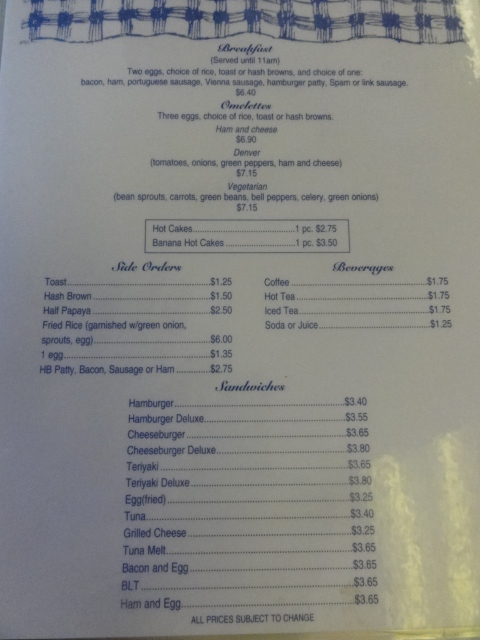 Breakfast
(Served until 11am)
Two eggs, choice of rice, toast or hash browns, and choice of one:
bacon, ham, portuguese sausage, Vienna sausage, hamburger patty, Spam or link sausage.
$6.40
Omelettes
Three eggs, choice of rice, toast or hash browns.
Ham and cheese
$6.90
Denver
(tomatoes, onions, green peppers, ham and cheese)
$7.15
Vegetarian
(bean sprouts, carrots, green beans, bell peppers, celery, green onions)
$7.15
Hot Cakes..............................1 pc. $2.75
Banana Hot Cakes....................1 pc. $3.50
Side Orders
Toast..............................$1.25
Hash Brown..............................$1.50
Half Papaya..............................$2.50
Fried Rice (garnished w/green onion,
sprouts, egg)..............................$6.00
1 egg..............................$1.35
HB Patty, Bacon, Sausage or Ham..........$2.75
Beverages
Coffee..............................$1.75
Hot Tea..............................$1.75
Iced Tea..............................$1.75
Soda or Juice..............................$1.25
Sandwiches
Hamburger..............................$3.40
Hamburger Deluxe..............................$3.55
Cheeseburger..............................$3.65
Cheeseburger Deluxe..............................$3.80
Teriyaki..............................$3.65
Teriyaki Deluxe..............................$3.80
Egg(fried)..............................$3.25
Tuna..............................$3.40
Grilled Cheese..............................$3.25
Tuna Melt..............................$3.65
Bacon and Egg..............................$3.65
BLT..............................$3.65
Ham and Egg..............................$3.65
ALL PRICES SUBJECT TO CHANGE